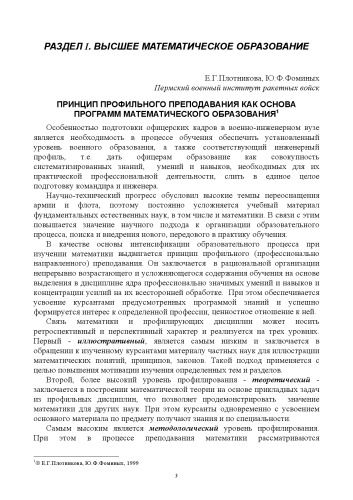 РАЗДЕЛ I. ВЫСШЕЕ МАТЕМАТИЧЕСКОЕ ОБРАЗОВАНИЕ
Е.Г.Плотникова, Ю.Ф.Фоминых
Пермский военный институт ракетных войск
ПРИНЦИП ПРОФИЛЬНОГО ПРЕПОДАВАНИЯ КАК ОСНОВА
ПРОГРАММ МАТЕМАТИЧЕСКОГО ОБРАЗОВАНИЯ¹
Особенностью подготовки офицерских кадров в военно-инженерном вузе
является необходимость в процессе обучения обеспечить установленный
уровень военного образования, а также соответствующий инженерный
профиль, т.е. дать офицерам образование как совокупность
систематизированных знаний, умений и навыков, необходимых для их
практической профессиональной деятельности, слить в единое целое
подготовку командира и инженера.
Научно-технический прогресс обусловил высокие темпы переоснащения
армии и флота, поэтому постоянно усложняется учебный материал
фундаментальных естественных наук, в том числе и математики. В связи с этим
повышается значение научного подхода к организации образовательного
процесса, поиска и внедрения нового, передового в практику обучения.
В качестве основы интенсификации образовательного процесса при
изучении математики выдвигается принцип профильного (профессионально
направленного) преподавания. Он заключается в рациональной организации
непрерывно возрастающего и усложняющегося содержания обучения на основе
выделения в дисциплине ядра профессионально значимых умений и навыков и
концентрации усилий на их всесторонней обработке. При этом обеспечивается
усвоение курсантами предусмотренных программой знаний и успешно
формируется интерес к определенной профессии, ценностное отношение к ней.
Связь математики и профилирующих дисциплин может носить
ретроспективный и перспективный характер и реализуется на трех уровнях.
Первый - иллюстративный, является самым низким и заключается в
обращении к изученному курсантами материалу частных наук для иллюстрации
математических понятий, принципов, законов. Такой подход применяется с
целью повышения мотивации изучения определенных тем и разделов.
Второй, более высокий уровень профилирования - теоретический -
заключается в построении математической теории на основе прикладных задач
из профильных дисциплин, что позволяет продемонстрировать значение
математики для других наук. При этом курсанты одновременно с усвоением
основного материала по предмету получают знания и по специальности.
Самым высоким является методологический уровень профилирования.
При этом в процессе преподавания математики рассматриваются
¹© Е.Г.Плотникова, Ю.Ф.Фоминых, 1999
3